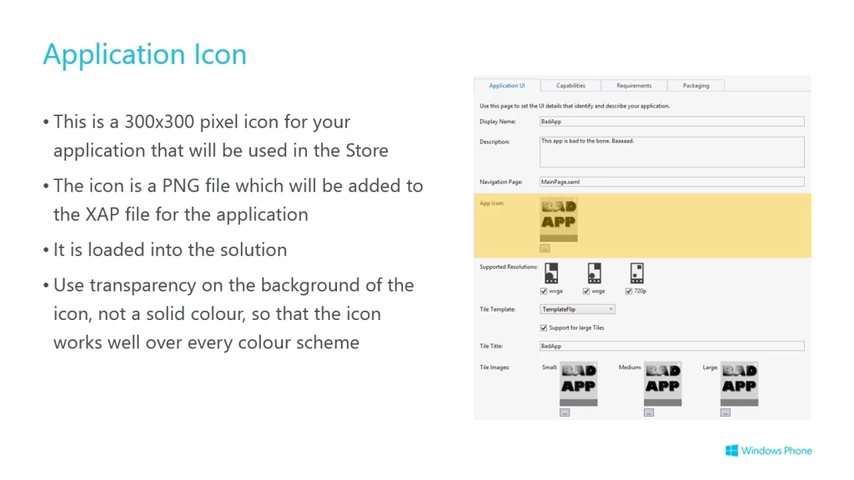 Application Icon
• This is a 300x300 pixel icon for your
application that will be used in the Store
• The icon is a PNG file which will be added to
the XAP file for the application
• It is loaded into the solution
• Use transparency on the background of the
icon, not a solid colour, so that the icon
works well over every colour scheme
Application UI Capabilities Requirements Packaging
Use this page to set the UI details that identify and describe your application.
Display Name: BadApp
Description: This app is bad to the bone. Baaaaad.
Navigation Page: MainPage.xaml
App Icon: BAD
APP
...
Supported Resolutions:
wvga wxga 720p
Tile Template: TemplateFlip
Support for large Tiles
Tile Title: BadApp
Tile Images: Small: BAD Medium: BAD Large: BAD
APP APP APP
... ... ...
Windows Phone